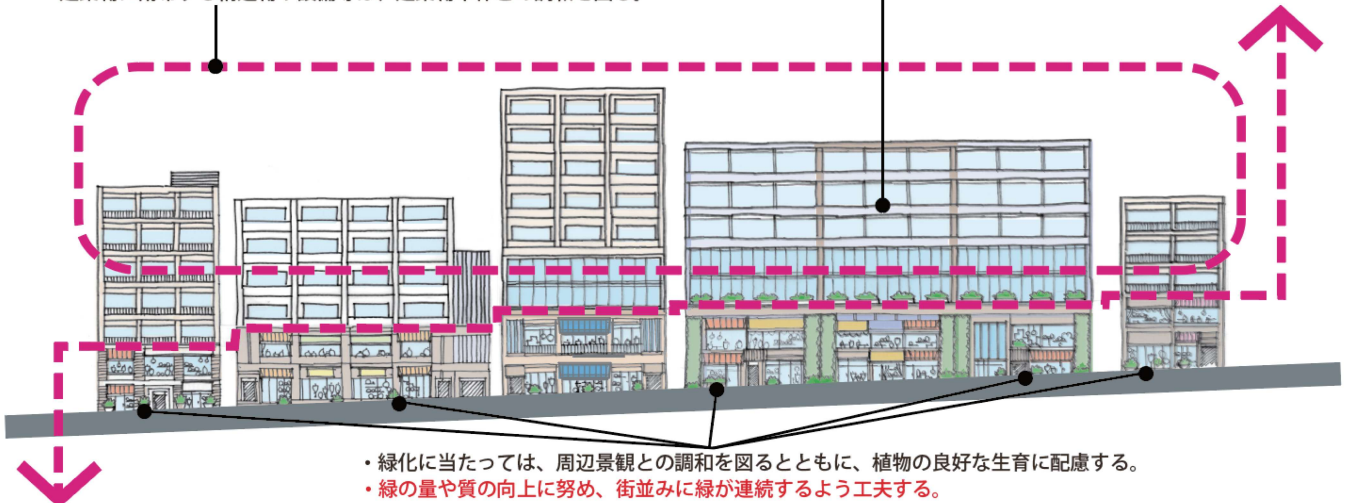 ・緑化に当たっては、周辺景観との調和を図るとともに、植物の良好な生育に配慮する。
・緑の量や質の向上に努め、街並みに緑が連続するよう工夫する。